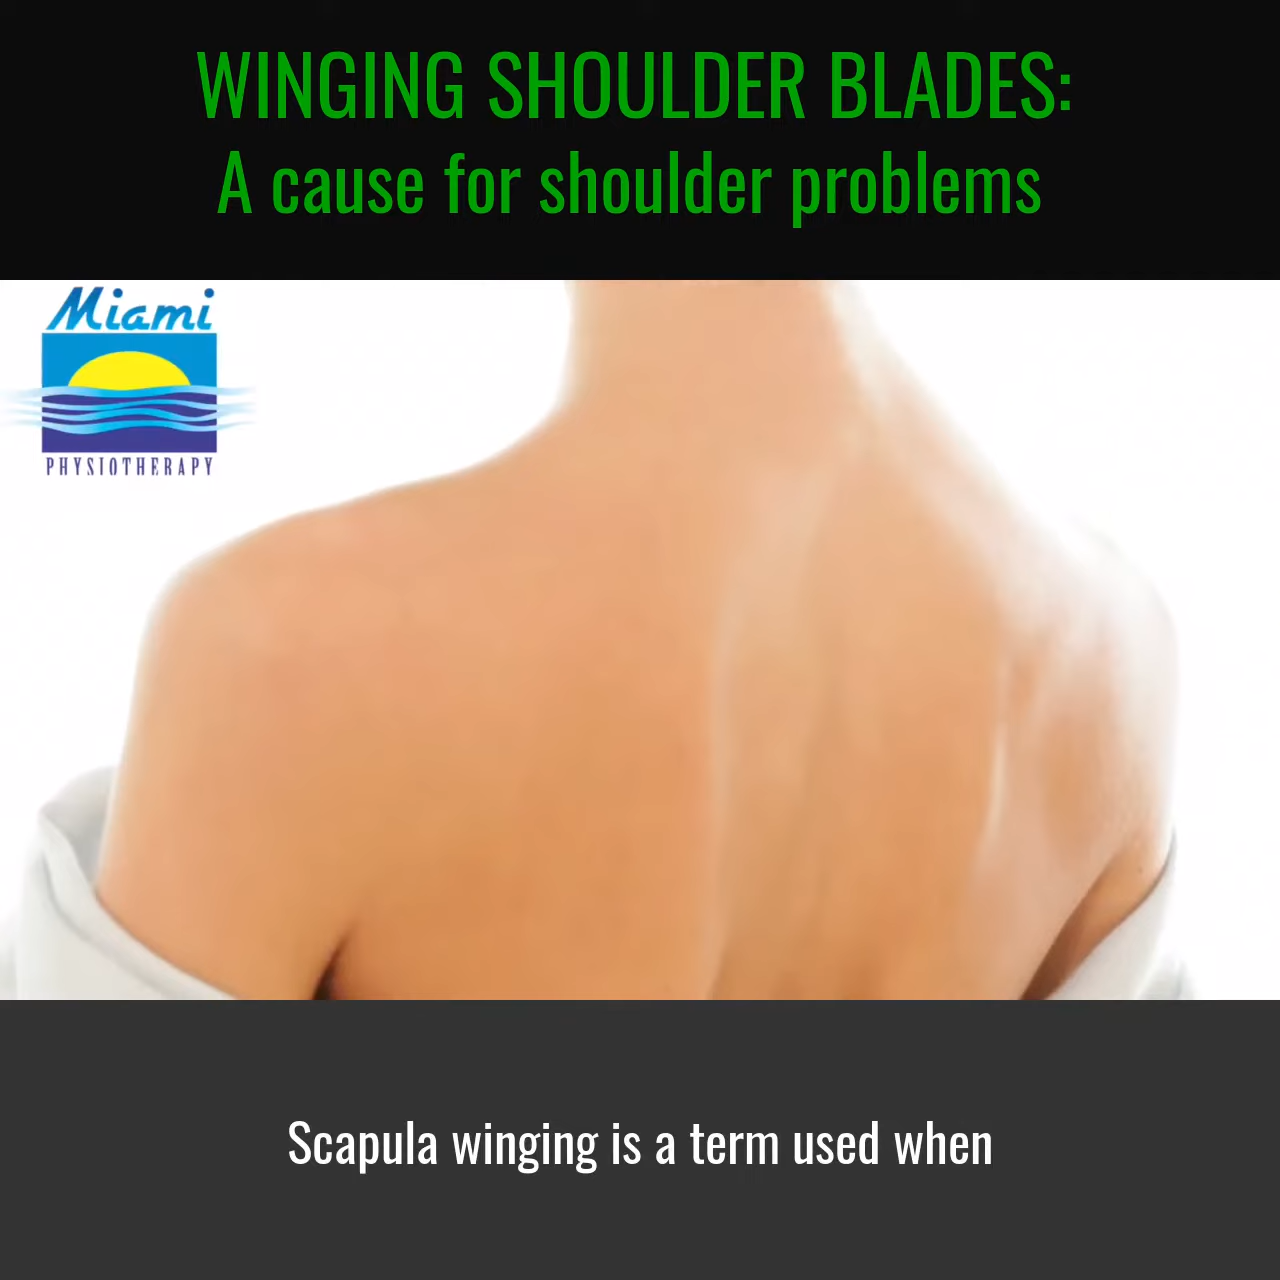 WINGING SHOULDER BLADES:
A cause for shoulder problems
Miami
PHYSIOTHERAPY
Scapula winging is a term used when